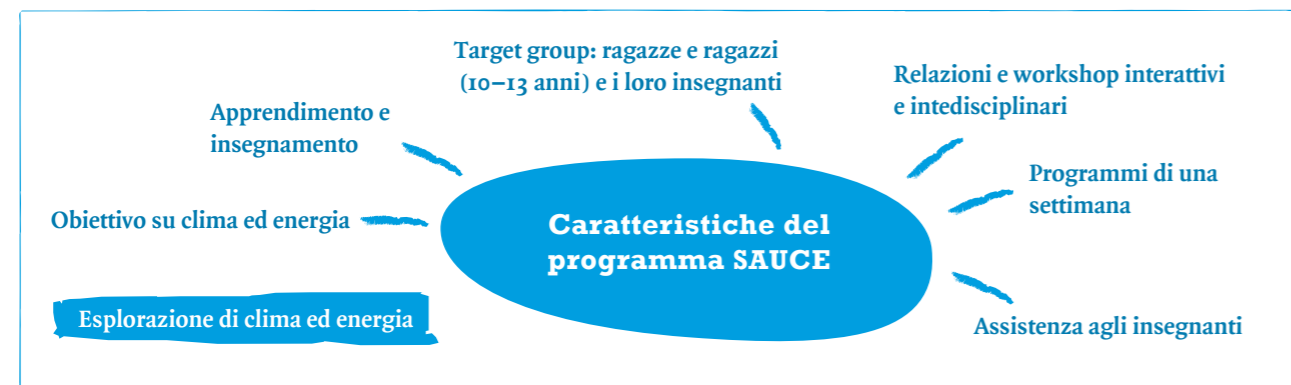 Target group: ragazze e ragazzi
(10–13 anni) e i loro insegnanti
Relazioni e workshop interattivi
e intedisciplinari
Apprendimento e
insegnamento
Programmi di una
settimana
Obiettivo su clima ed energia
Caratteristiche del
programma SAUCE
Esplorazione di clima ed energia
Assistenza agli insegnanti